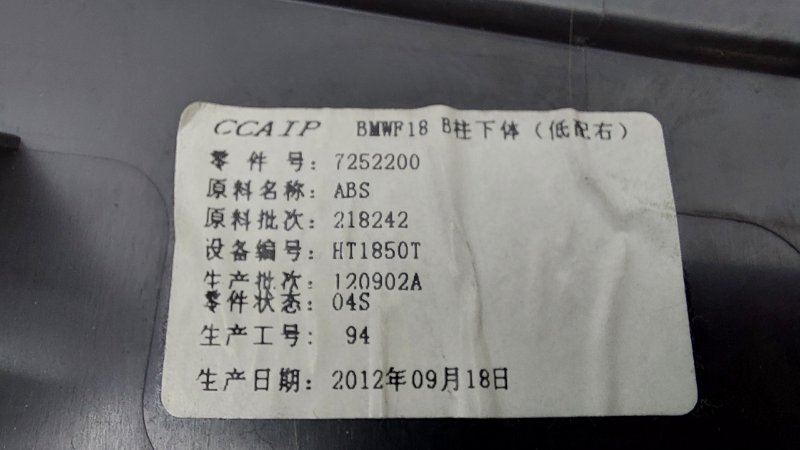 CCAIP BMWF18 B柱下体（低配右）
零件号：7252200
原料名称：ABS
原料批次：218242
设备编号：HT1850T
生产批次：120902A
零件状态：04S
生产工号：94
生产日期：2012年09月18日